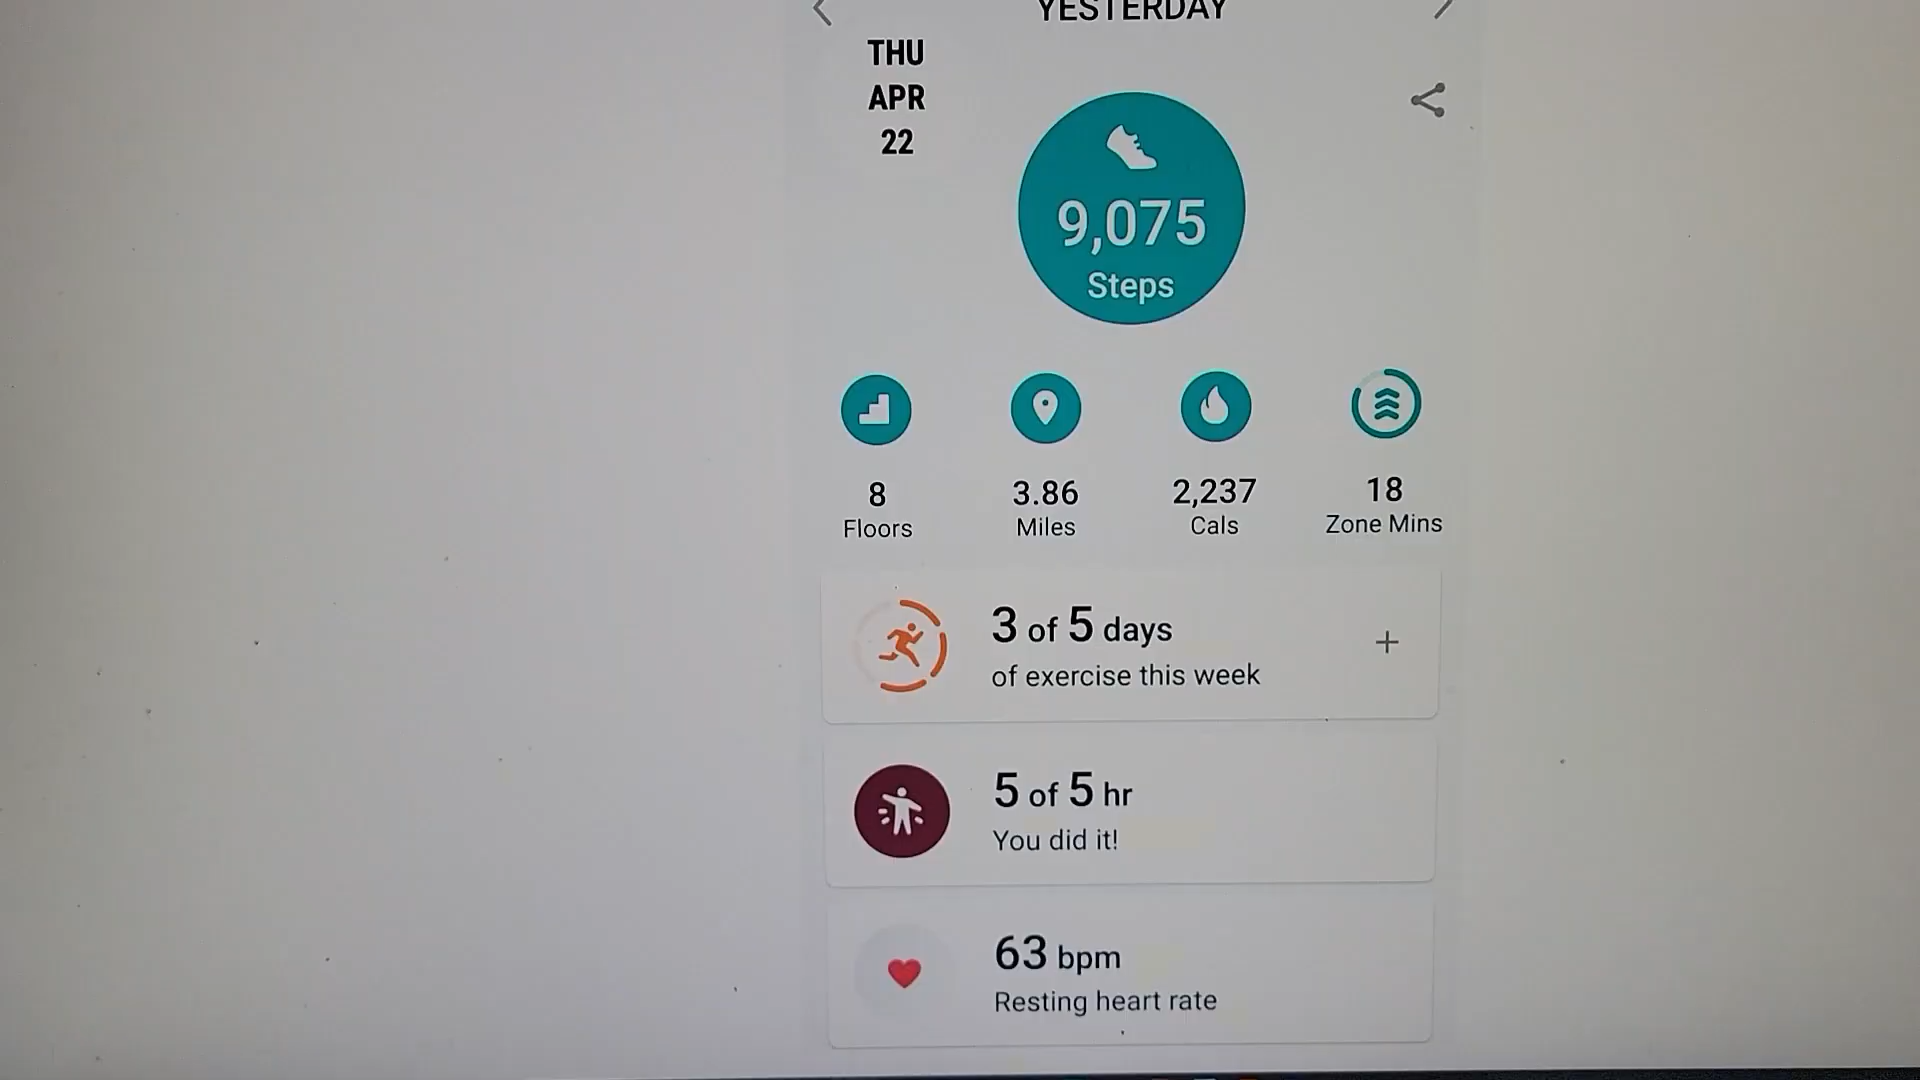 YESTERDAY
THU
APR
22
9,075
Steps
8
Floors
3.86
Miles
2,237
Cals
18
Zone Mins
3 of 5 days
of exercise this week
+
5 of 5 hr
You did it!
63 bpm
Resting heart rate